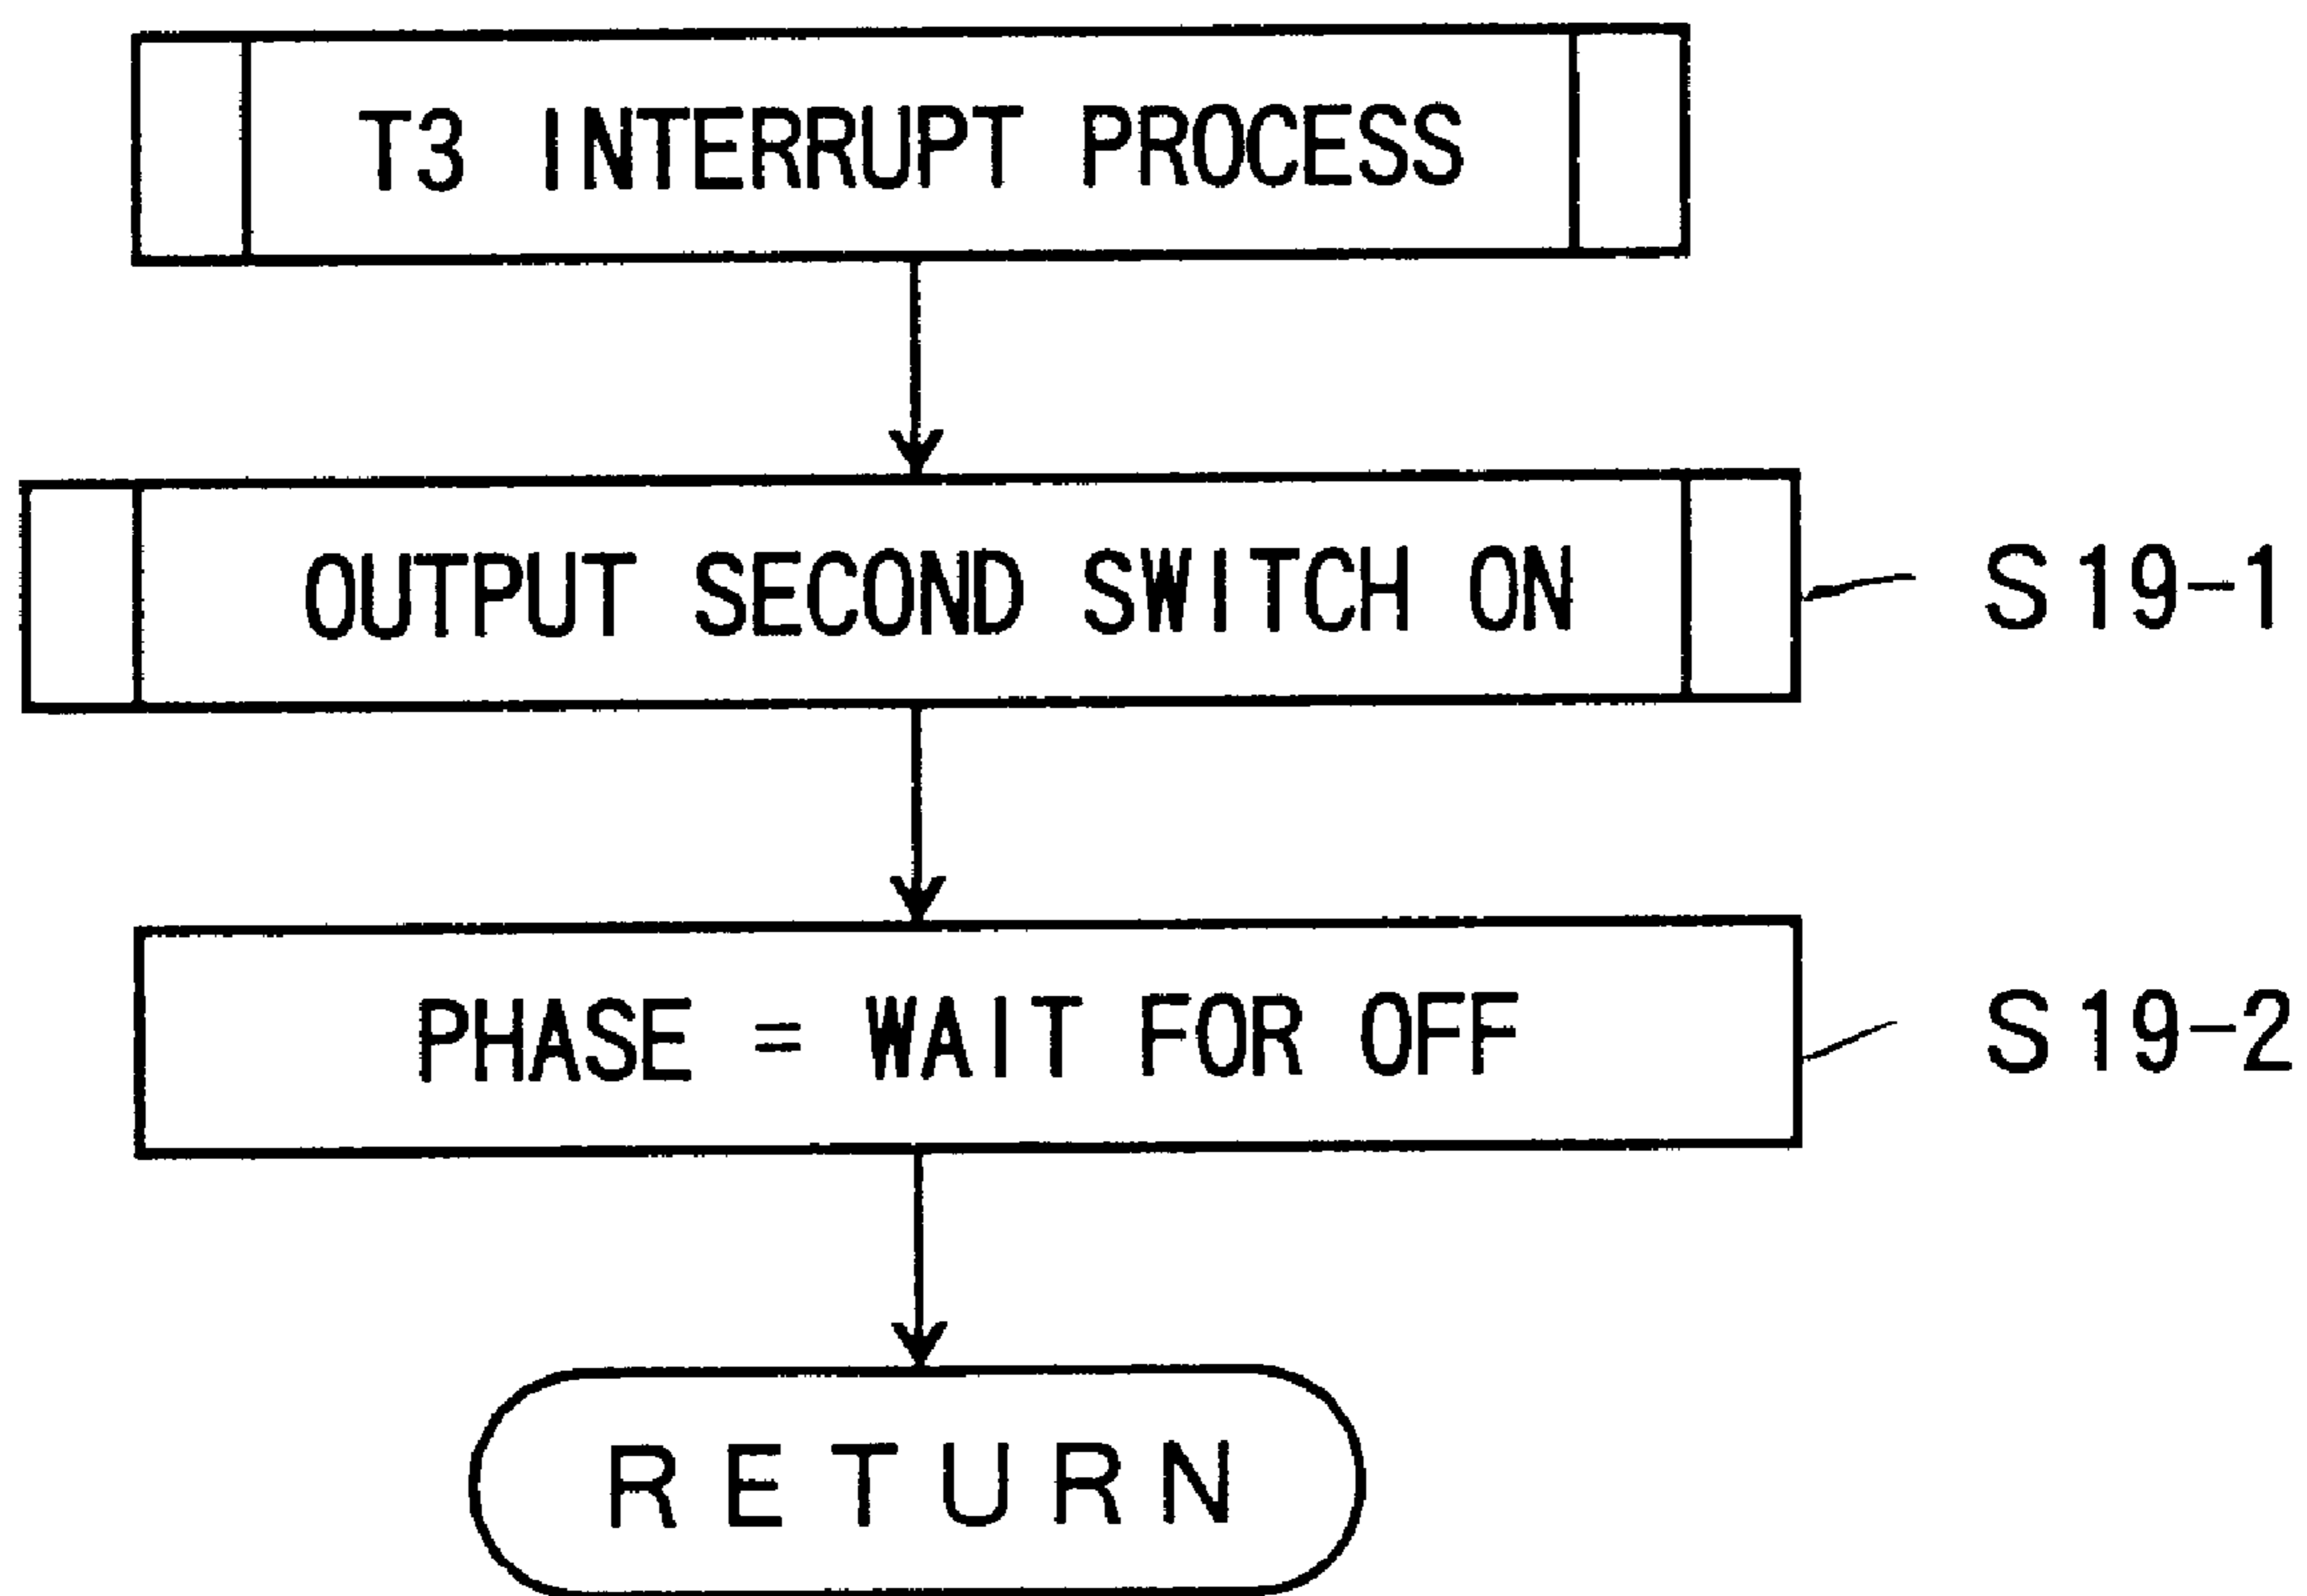 T3 INTERRUPT PROCESS
OUTPUT SECOND SWITCH ON
S19-1
PHASE = WAIT FOR OFF
S19-2
RETURN